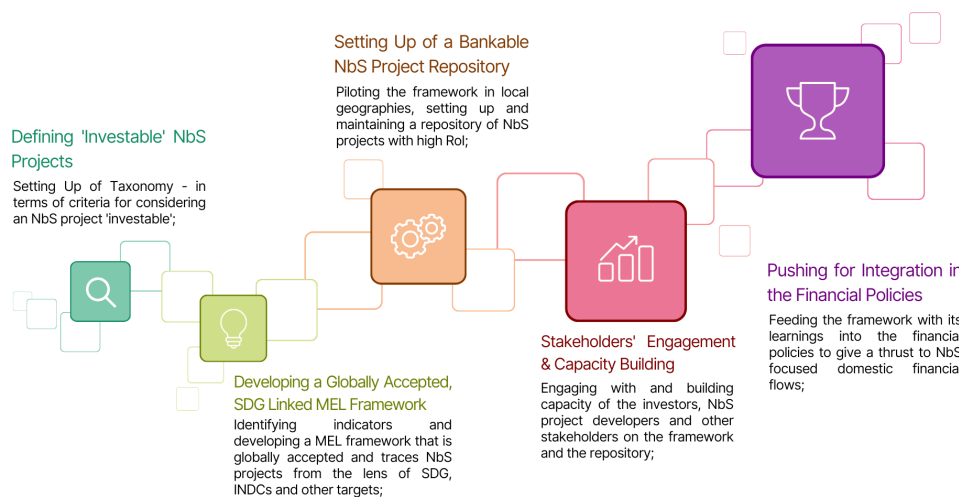 Defining 'Investable' NbS
Projects
Setting Up of Taxonomy - in
terms of criteria for considering
an NbS project 'investable';
Developing a Globally Accepted,
SDG Linked MEL Framework
Identifying indicators and
developing a MEL framework that is
globally accepted and traces NbS
projects from the lens of SDG,
INDCs and other targets;
Setting Up of a Bankable
NbS Project Repository
Piloting the framework in local
geographies, setting up and
maintaining a repository of NbS
projects with high RoI;
Stakeholders' Engagement
& Capacity Building
Engaging with and building
capacity of the investors, NbS
project developers and other
stakeholders on the framework
and the repository;
Pushing for Integration in
the Financial Policies
Feeding the framework with its
learnings into the financial
policies to give a thrust to NbS
focused domestic financial
flows;